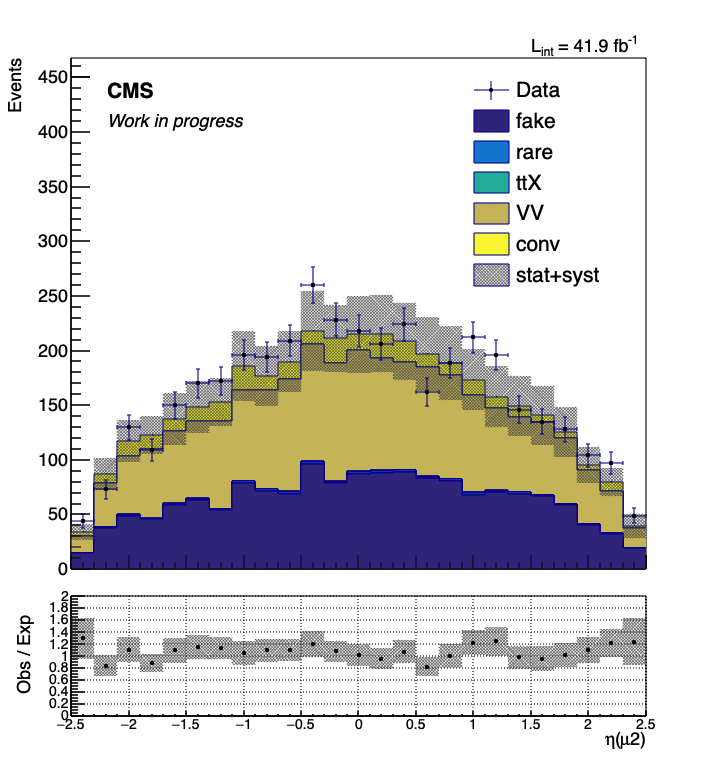 L_int = 41.9 fb^-1
Events
450
400
350
300
250
200
150
100
50
0
CMS
Work in progress
Data
fake
rare
ttX
VV
conv
stat+syst
Obs / Exp
2
1.8
1.6
1.4
1.2
1
0.8
0.6
0.4
0.2
0
−2.5 −2 −1.5 −1 −0.5 0 0.5 1 1.5 2 2.5
η(μ2)